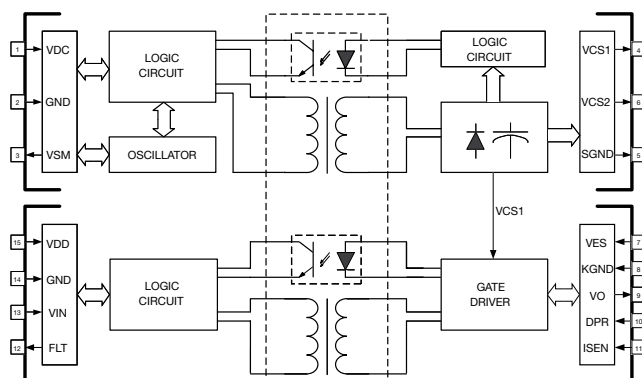 1 VDC
2 GND
3 VSM
LOGIC
CIRCUIT
OSCILLATOR
LOGIC
CIRCUIT
VCS1 4
VCS2 6
SGND 5
VCS1
15 VDD
14 GND
13 VIN
12 FLT
LOGIC
CIRCUIT
GATE
DRIVER
VES 7
KGND 8
VO 9
DPR 10
ISEN 11